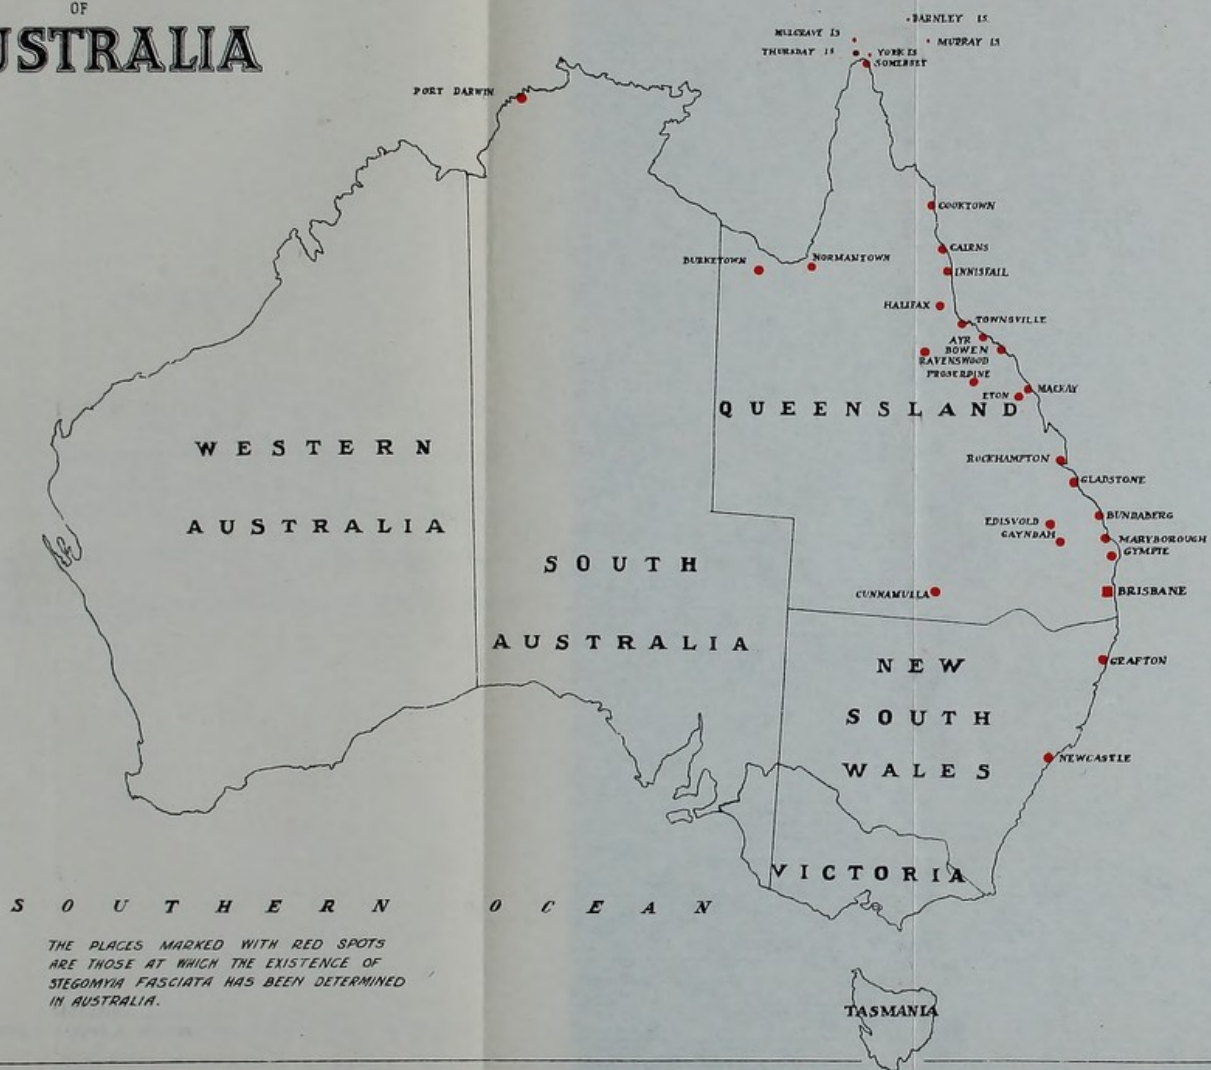 OF
USTRALIA
DARNLEY IS.
MULGRAVE IS
MURRAY IS
THURSDAY IS
YORK IS
SOMERSET
PORT DARWIN
COOKTOWN
CAIRNS
BURKETOWN
NORMANTOWN
INNISFAIL
HALIFAX
TOWNSVILLE
AYR
BOWEN
RAVENSWOOD
PROSERPINE
MACKAY
ETON
QUEENSLAND
WESTERN
AUSTRALIA
ROCKHAMPTON
GLADSTONE
BUNDABERG
EDISVOLD
GAYNDAH
MARYBOROUGH
GYMPIE
SOUTH
AUSTRALIA
CUNNAMULLA
BRISBANE
NEW
SOUTH
WALES
GRAFTON
NEWCASTLE
VICTORIA
SOUTHERN OCEAN
THE PLACES MARKED WITH RED SPOTS
ARE THOSE AT WHICH THE EXISTENCE OF
STEGOMYIA FASCIATA HAS BEEN DETERMINED
IN AUSTRALIA.
TASMANIA